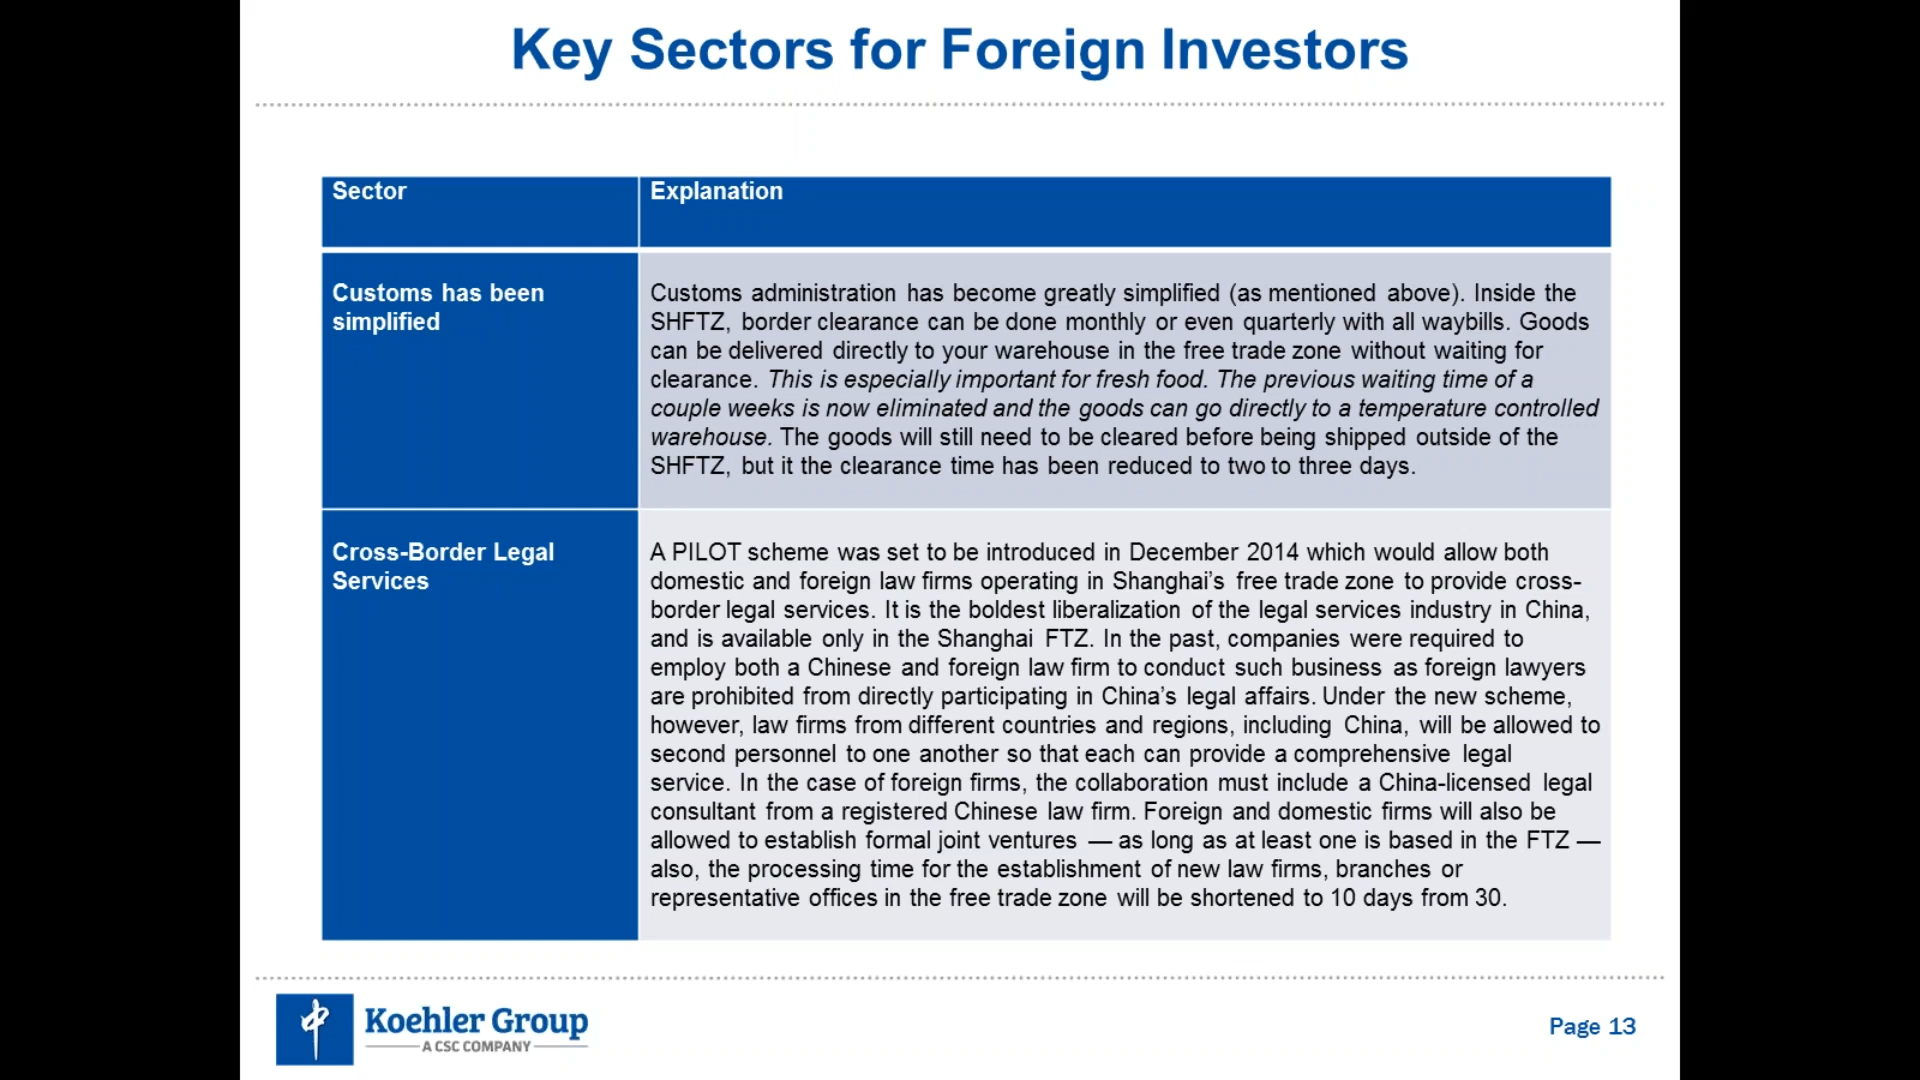 Key Sectors for Foreign Investors
Sector
Explanation
Customs has been
simplified
Customs administration has become greatly simplified (as mentioned above). Inside the
SHFTZ, border clearance can be done monthly or even quarterly with all waybills. Goods
can be delivered directly to your warehouse in the free trade zone without waiting for
clearance. This is especially important for fresh food. The previous waiting time of a
couple weeks is now eliminated and the goods can go directly to a temperature controlled
warehouse. The goods will still need to be cleared before being shipped outside of the
SHFTZ, but it the clearance time has been reduced to two to three days.
Cross-Border Legal
Services
A PILOT scheme was set to be introduced in December 2014 which would allow both
domestic and foreign law firms operating in Shanghai’s free trade zone to provide cross-
border legal services. It is the boldest liberalization of the legal services industry in China,
and is available only in the Shanghai FTZ. In the past, companies were required to
employ both a Chinese and foreign law firm to conduct such business as foreign lawyers
are prohibited from directly participating in China’s legal affairs. Under the new scheme,
however, law firms from different countries and regions, including China, will be allowed to
second personnel to one another so that each can provide a comprehensive legal
service. In the case of foreign firms, the collaboration must include a China-licensed legal
consultant from a registered Chinese law firm. Foreign and domestic firms will also be
allowed to establish formal joint ventures — as long as at least one is based in the FTZ —
also, the processing time for the establishment of new law firms, branches or
representative offices in the free trade zone will be shortened to 10 days from 30.
Koehler Group
A CSC COMPANY
Page 13